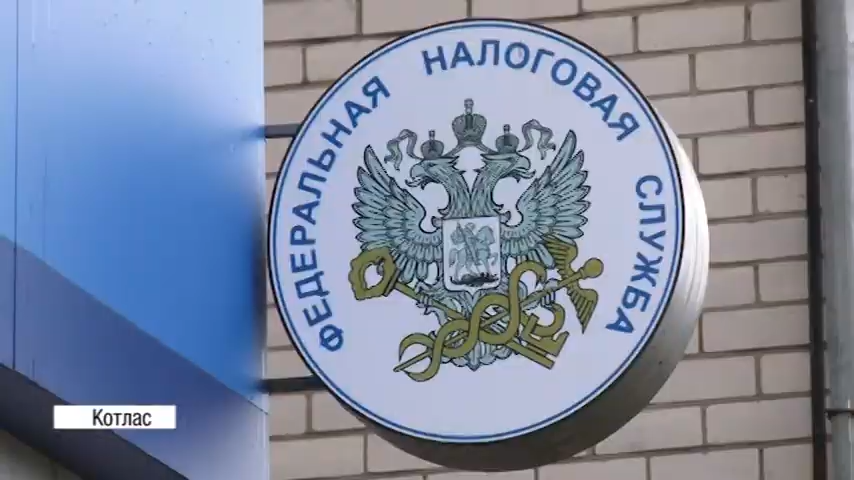 ФЕДЕРАЛЬНАЯ НАЛОГОВАЯ СЛУЖБА
Котлас